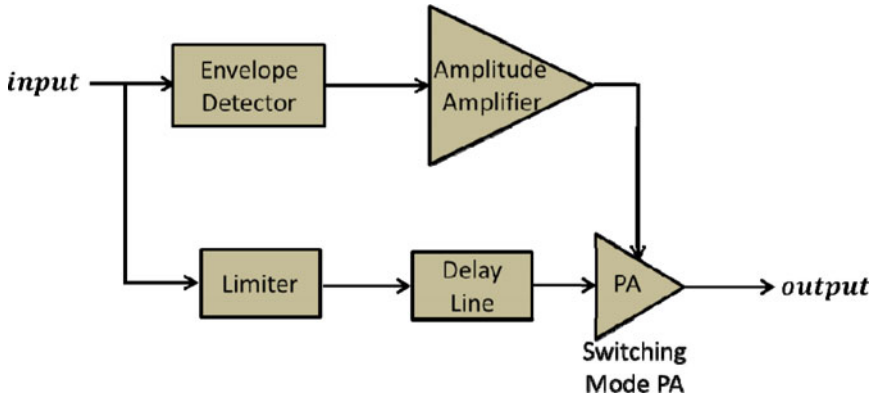 input
Envelope
Detector
Amplitude
Amplifier
Limiter
Delay
Line
PA
output
Switching
Mode PA